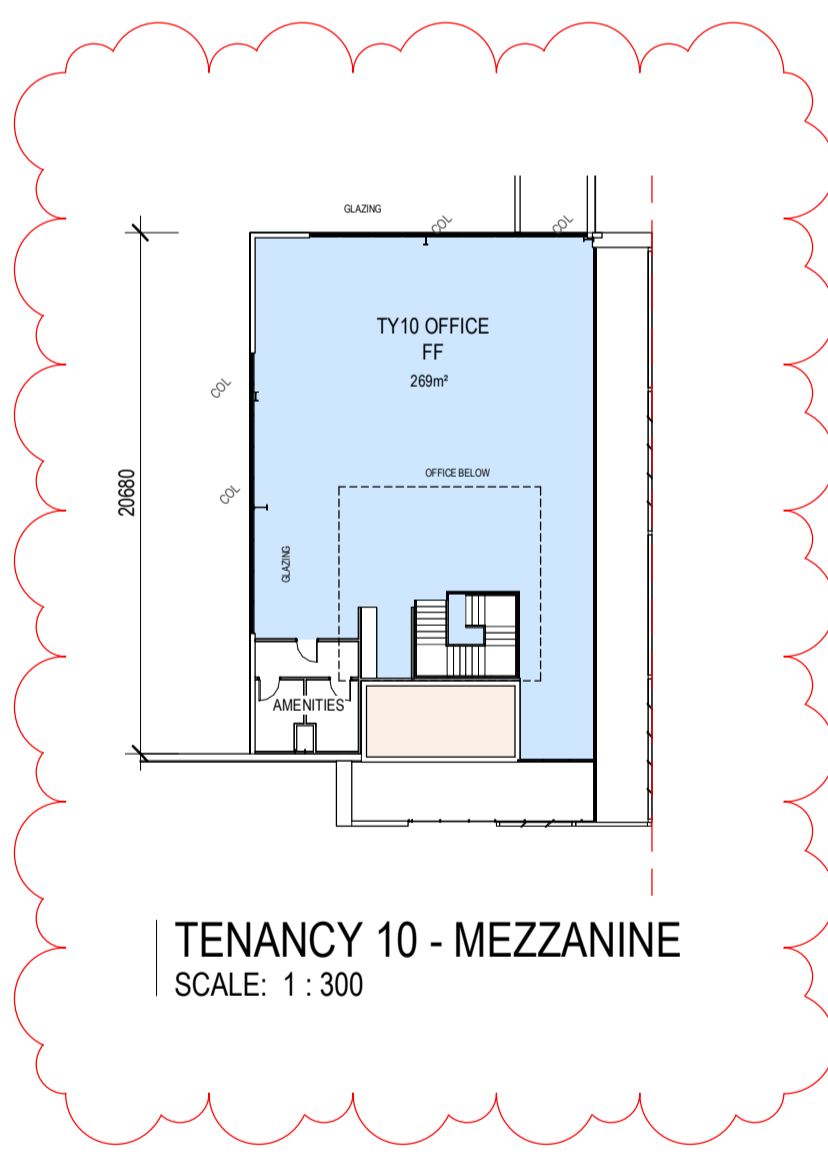 GLAZING
COL
COL
TY10 OFFICE
FF
269m²
COL
OFFICE BELOW
COL
20680
GLAZING
AMENITIES
TENANCY 10 - MEZZANINE
SCALE: 1 : 300